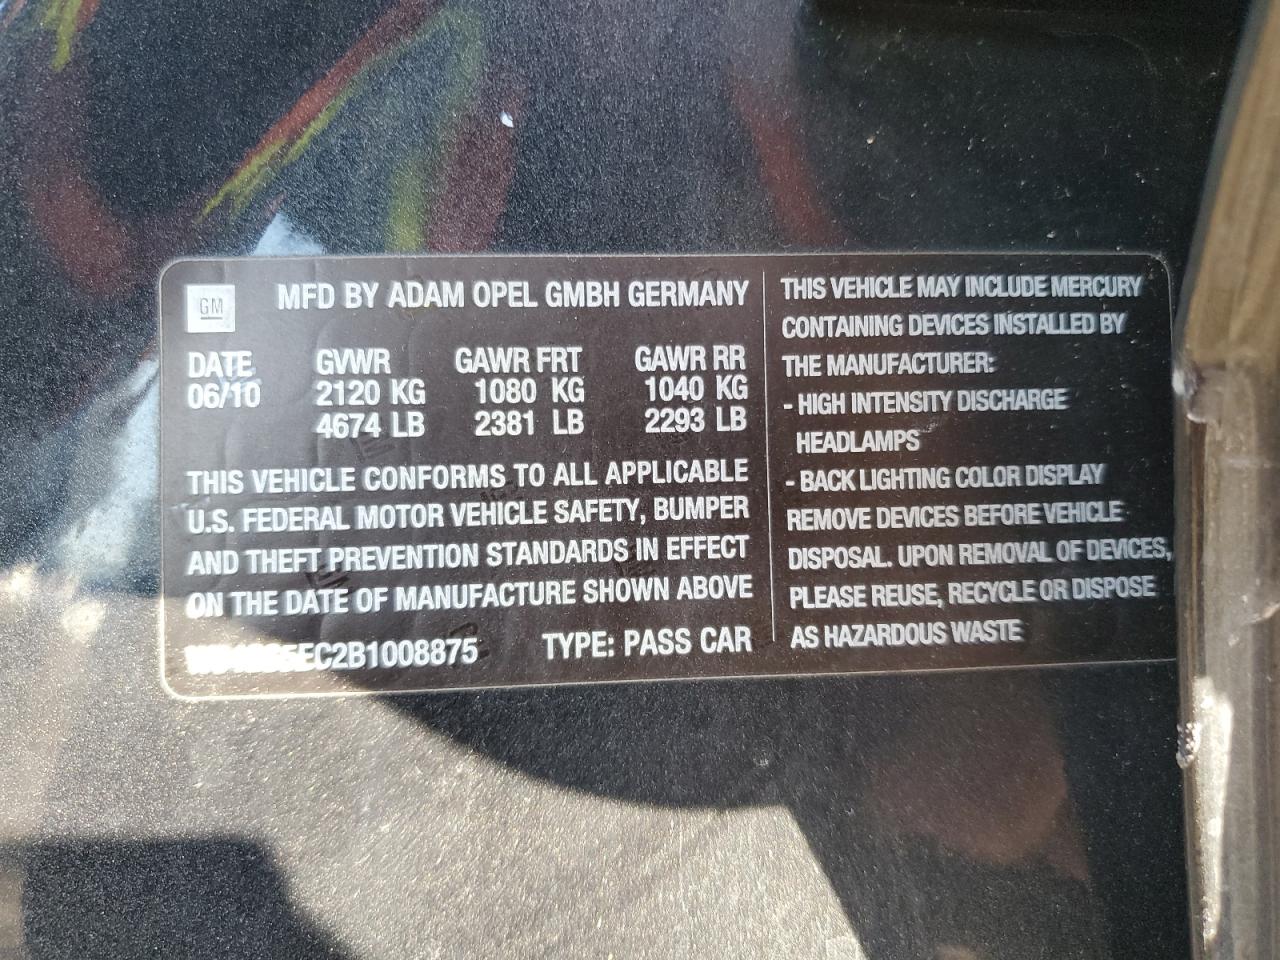 GM
MFD BY ADAM OPEL GMBH GERMANY
DATE GVWR GAWR FRT GAWR RR
06/10 2120 KG 1080 KG 1040 KG
4674 LB 2381 LB 2293 LB
THIS VEHICLE CONFORMS TO ALL APPLICABLE
U.S. FEDERAL MOTOR VEHICLE SAFETY, BUMPER
AND THEFT PREVENTION STANDARDS IN EFFECT
ON THE DATE OF MANUFACTURE SHOWN ABOVE
TYPE: PASS CAR
THIS VEHICLE MAY INCLUDE MERCURY
CONTAINING DEVICES INSTALLED BY
THE MANUFACTURER:
- HIGH INTENSITY DISCHARGE
HEADLAMPS
- BACK LIGHTING COLOR DISPLAY
REMOVE DEVICES BEFORE VEHICLE
DISPOSAL. UPON REMOVAL OF DEVICES,
PLEASE REUSE, RECYCLE OR DISPOSE
AS HAZARDOUS WASTE